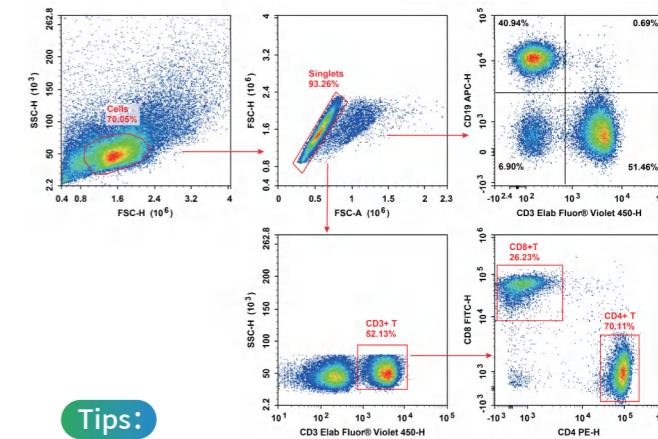 262.8
200
150
100
50
2.2
SSC-H (10³)
Cells
70.05%
0.4 0.8 1.6 2.4 3.2 4
FSC-H (10⁶)
4
3.2
2.4
1.6
0.8
0.4
FSC-H (10⁶)
Singlets
93.26%
0 0.5 1 1.5 2 2.3
FSC-A (10⁶)
10⁵
10⁴
10³
0
-10³
CD19 APC-H
40.94%
0.69%
6.90%
51.46%
-10²·⁴ 10² 10³ 10⁴ 10⁵
CD3 Elab Fluor® Violet 450-H
262.8
200
150
100
50
2.2
SSC-H (10³)
CD3+ T
52.13%
10¹ 10² 10³ 10⁴ 10⁵
CD3 Elab Fluor® Violet 450-H
10⁶
10⁵
10⁴
10³
-10³
CD8 FITC-H
CD8+T
26.23%
CD4+ T
70.11%
-10³ 10³ 10⁴ 10⁵
CD4 PE-H
Tips: